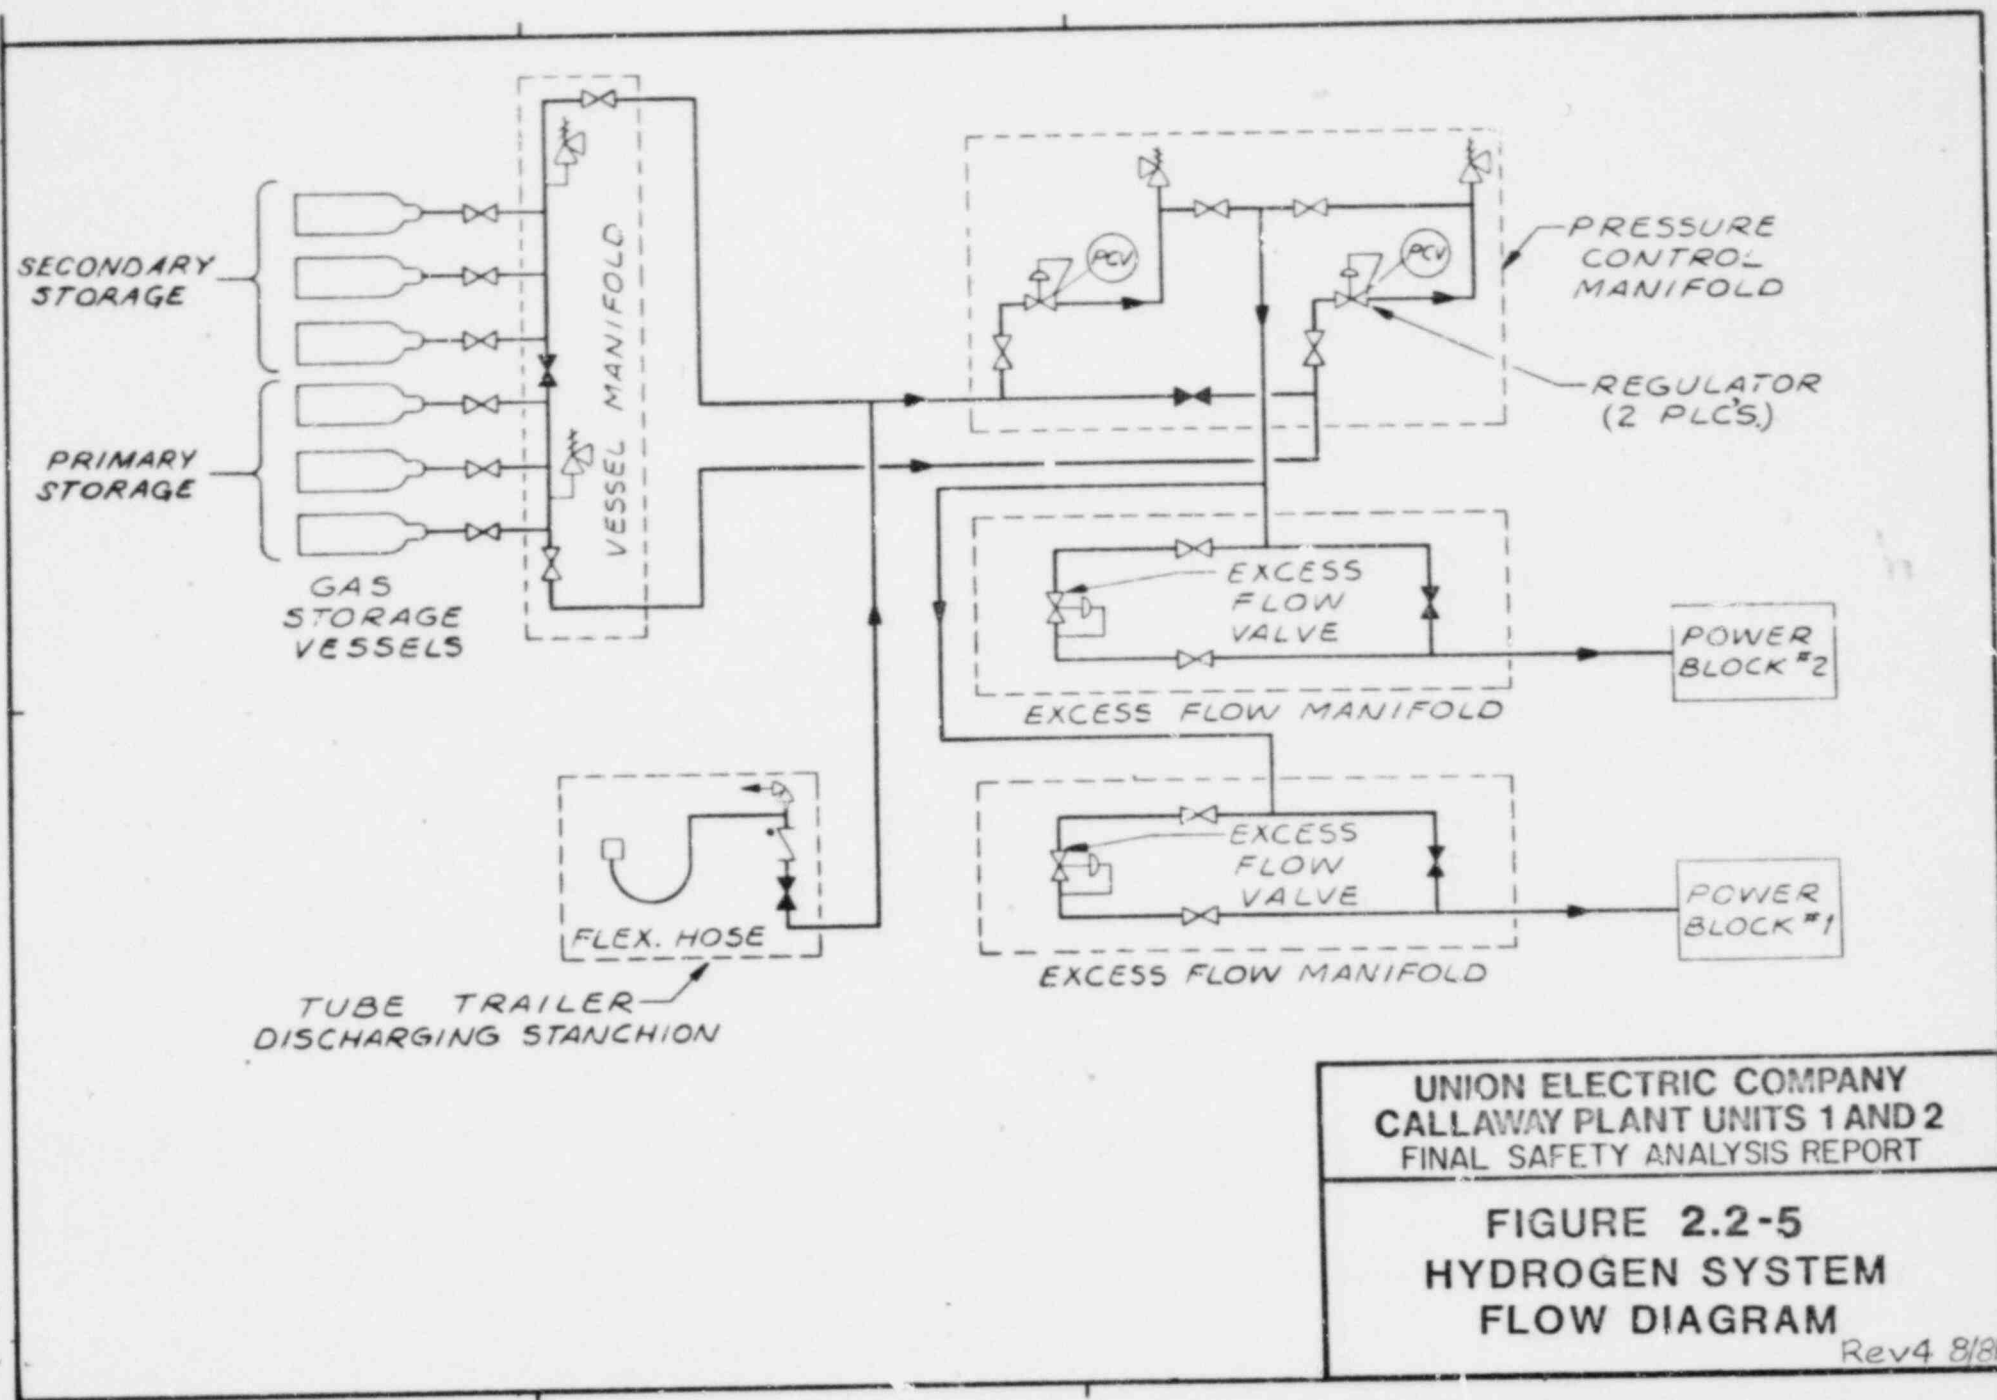 SECONDARY
STORAGE
PRIMARY
STORAGE
GAS
STORAGE
VESSELS
VESSEL MANIFOLD
PCV
PCV
PRESSURE
CONTROL
MANIFOLD
REGULATOR
(2 PLC'S.)
EXCESS
FLOW
VALVE
POWER
BLOCK #2
EXCESS FLOW MANIFOLD
EXCESS
FLOW
VALVE
POWER
BLOCK #1
EXCESS FLOW MANIFOLD
FLEX. HOSE
TUBE TRAILER
DISCHARGING STANCHION
UNION ELECTRIC COMPANY
CALLAWAY PLANT UNITS 1 AND 2
FINAL SAFETY ANALYSIS REPORT
FIGURE 2.2-5
HYDROGEN SYSTEM
FLOW DIAGRAM
Rev4